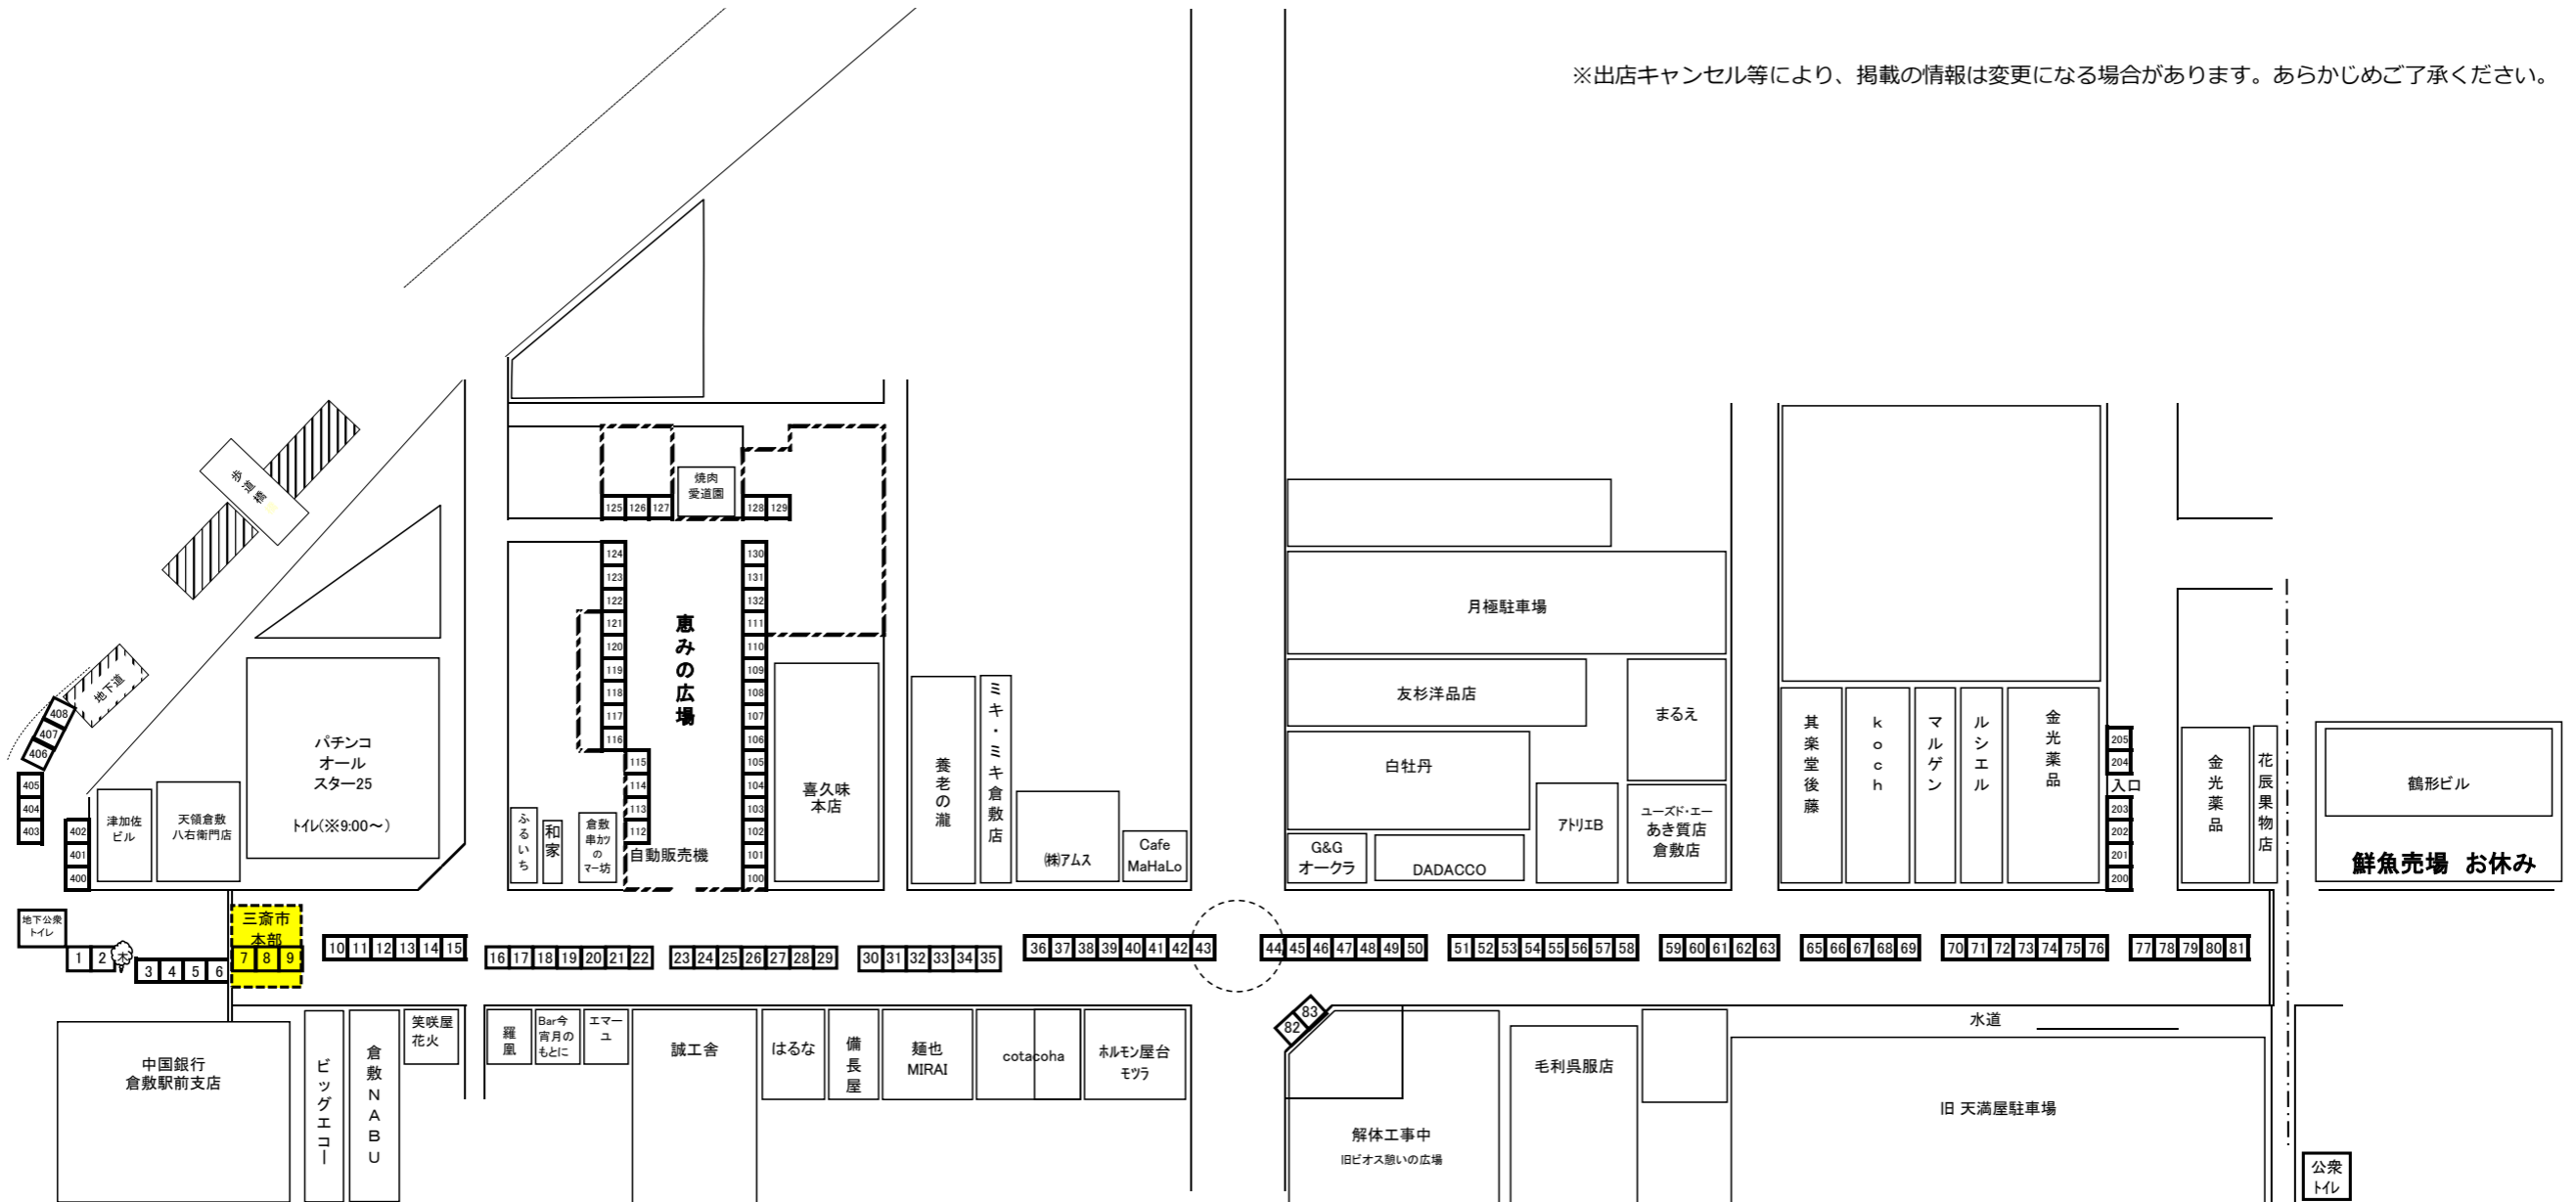 ※出店キャンセル等により、掲載の情報は変更になる場合があります。あらかじめご了承ください。
歩道橋
焼肉
愛道園
125 126 127
128 129
124
123
122
121
120
119
118
117
116
115
114
113
112
130
131
132
111
110
109
108
107
106
105
104
103
102
101
100
恵みの広場
自動販売機
地下道
408
407
406
405
404
403
402
401
400
パチンコ
オール
スター25
トイレ(※9:00～)
津加佐
ビル
天領倉敷
八右衛門店
ふるいち
和家
倉敷
串カツ
の
マー坊
喜久味
本店
養老の瀧
ミキ・ミキ倉敷店
㈱アムス
Cafe
MaHaLo
月極駐車場
友杉洋品店
まるえ
白牡丹
アトリエB
ユーズド・エー
あき質店
倉敷店
G&G
オークラ
DADACCO
其楽堂後藤
koch
マルゲン
ルシエル
金光薬品
205
204
入口
203
202
201
200
金光薬品
花辰果物店
鶴形ビル
鮮魚売場 お休み
地下公衆
トイレ
三斎市
本部
1 2
木
3 4 5 6
7 8 9
10 11 12 13 14 15
16 17 18 19 20 21 22
23 24 25 26 27 28 29
30 31 32 33 34 35
36 37 38 39 40 41 42 43
44 45 46 47 48 49 50
51 52 53 54 55 56 57 58
59 60 61 62 63
65 66 67 68 69
70 71 72 73 74 75 76
77 78 79 80 81
82 83
中国銀行
倉敷駅前支店
ビッグエコー
倉敷NABU
笑咲屋
花火
羅凰
Bar今
宵月の
もとに
エマー
ユ
誠工舎
はるな
備長屋
麺也
MIRAI
cotacoha
ホルモン屋台
モツラ
解体工事中
旧ビオス憩いの広場
毛利呉服店
水道
旧 天満屋駐車場
公衆
トイレ